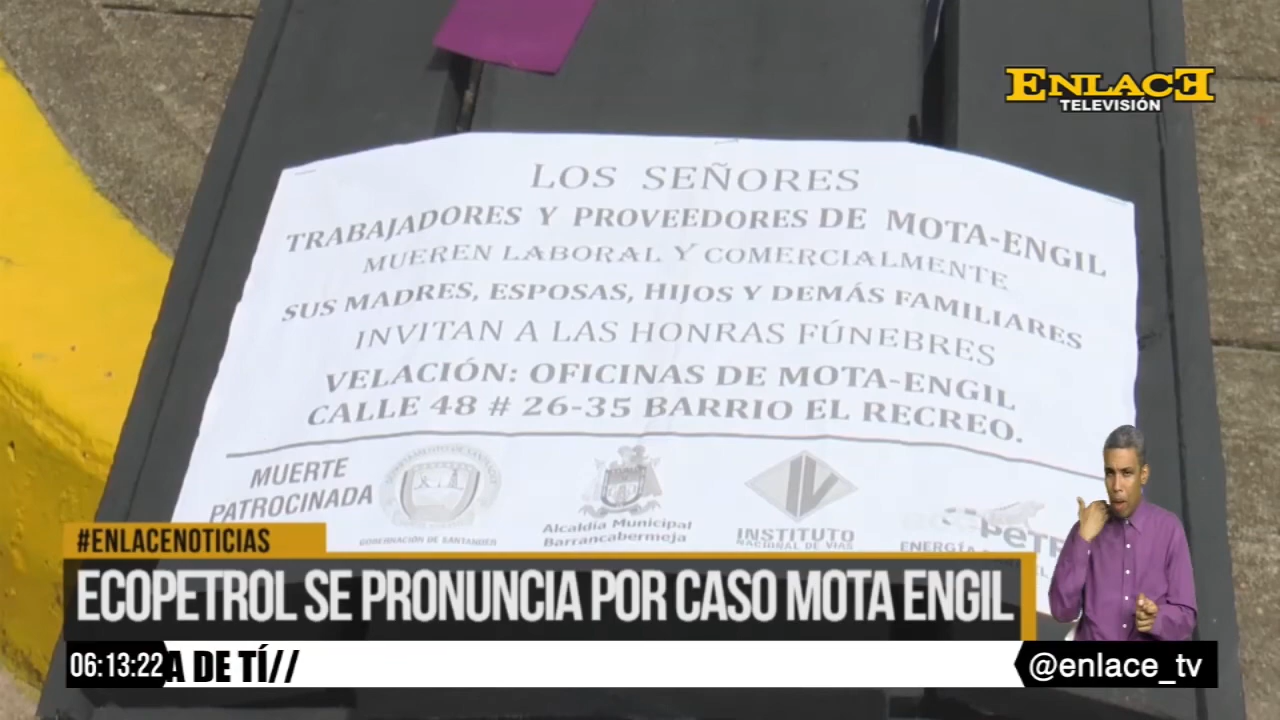 ENLACE
TELEVISIÓN
LOS SEÑORES
TRABAJADORES Y PROVEEDORES DE MOTA-ENGIL
MUEREN LABORAL Y COMERCIALMENTE
SUS MADRES, ESPOSAS, HIJOS Y DEMÁS FAMILIARES
INVITAN A LAS HONRAS FÚNEBRES
VELACIÓN: OFICINAS DE MOTA-ENGIL
CALLE 48 # 26-35 BARRIO EL RECREO.
MUERTE
PATROCINADA
GOBERNACIÓN DE SANTANDER
Alcaldía Municipal
Barrancabermeja
INSTITUTO
NACIONAL DE VIAS
ENERGÍA
#ENLACENOTICIAS
ECOPETROL SE PRONUNCIA POR CASO MOTA ENGIL
06:13:22
A DE TÍ//
@enlace_tv